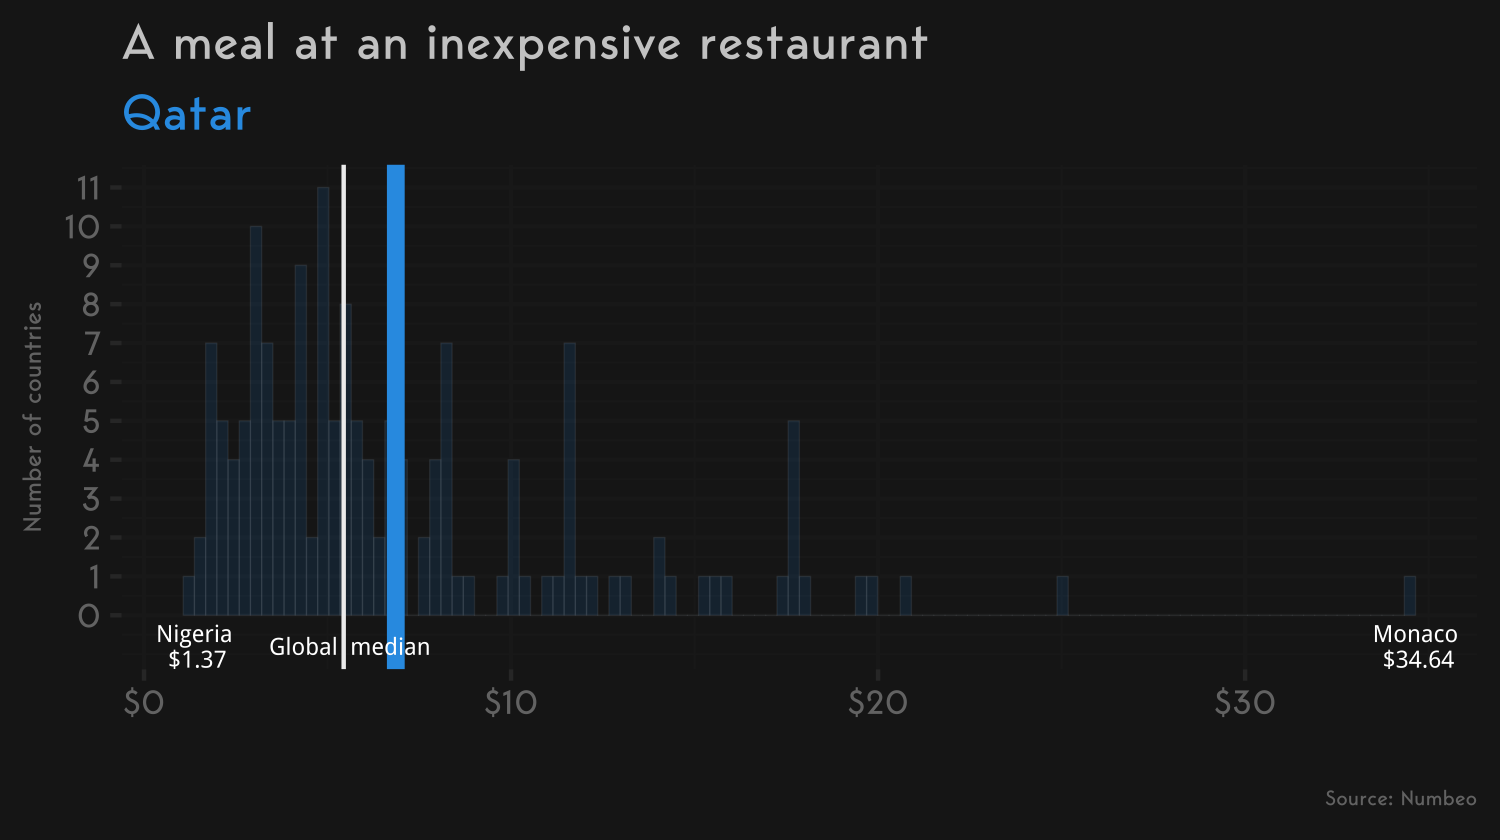 A meal at an inexpensive restaurant
Qatar
Number of countries
11
10
9
8
7
6
5
4
3
2
1
0
Nigeria
$1.37
Global median
Monaco
$34.64
$0 $10 $20 $30
Source: Numbeo